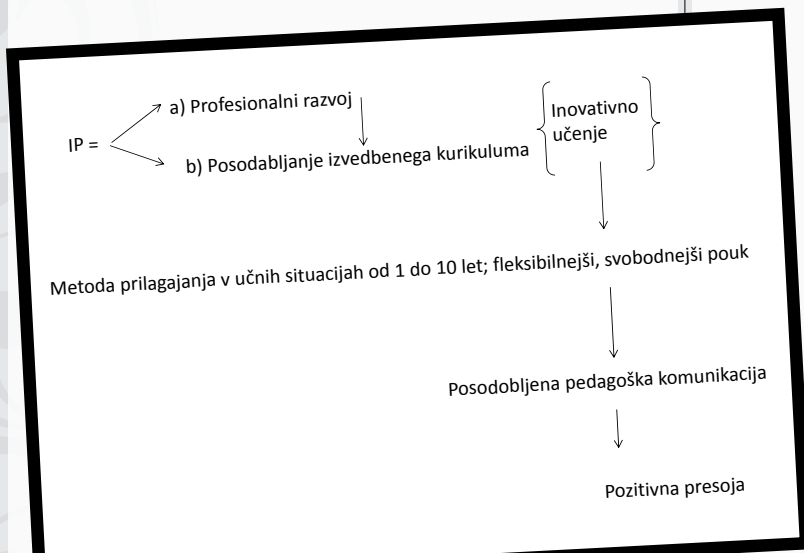 IP =
a) Profesionalni razvoj
b) Posodabljanje izvedbenega kurikuluma
Inovativno
učenje
Metoda prilagajanja v učnih situacijah od 1 do 10 let; fleksibilnejši, svobodnejši pouk
Posodobljena pedagoška komunikacija
Pozitivna presoja